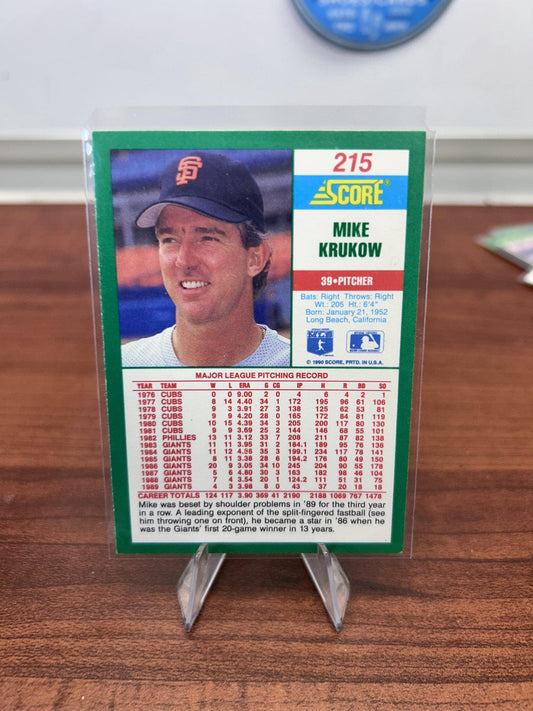 215
SCORE
MIKE
KRUKOW
39•PITCHER
Bats: Right Throws: Right
Wt.: 205 Ht.: 6'4"
Born: January 21, 1952
Long Beach, California
© 1990 SCORE, PRTD. IN U.S.A.
MAJOR LEAGUE PITCHING RECORD
YEAR TEAM W L ERA G CG IP H R BB SO
1976 CUBS 0 0 9.00 2 0 4 6 4 2 1
1977 CUBS 8 14 4.40 34 1 172 195 96 61 106
1978 CUBS 9 3 3.91 27 3 138 125 62 53 81
1979 CUBS 9 9 4.20 28 0 165 172 84 81 119
1980 CUBS 10 15 4.39 34 3 205 200 117 80 130
1981 CUBS 9 9 3.69 25 2 144 146 68 55 101
1982 PHILLIES 13 11 3.12 33 7 208 211 87 82 138
1983 GIANTS 11 11 3.95 31 2 184.1 189 95 76 136
1984 GIANTS 11 12 4.56 35 3 199.1 234 117 78 141
1985 GIANTS 8 11 3.38 28 6 194.2 176 80 49 150
1986 GIANTS 20 9 3.05 34 10 245 204 90 55 178
1987 GIANTS 5 6 4.80 30 3 163 182 98 46 104
1988 GIANTS 7 4 3.54 20 1 124.2 111 51 31 75
1989 GIANTS 4 3 3.98 8 0 43 37 20 18 18
CAREER TOTALS 124 117 3.90 369 41 2190 2188 1069 767 1478
Mike was beset by shoulder problems in '89 for the third year
in a row. A leading exponent of the split-fingered fastball (see
him throwing one on front), he became a star in '86 when he
was the Giants' first 20-game winner in 13 years.